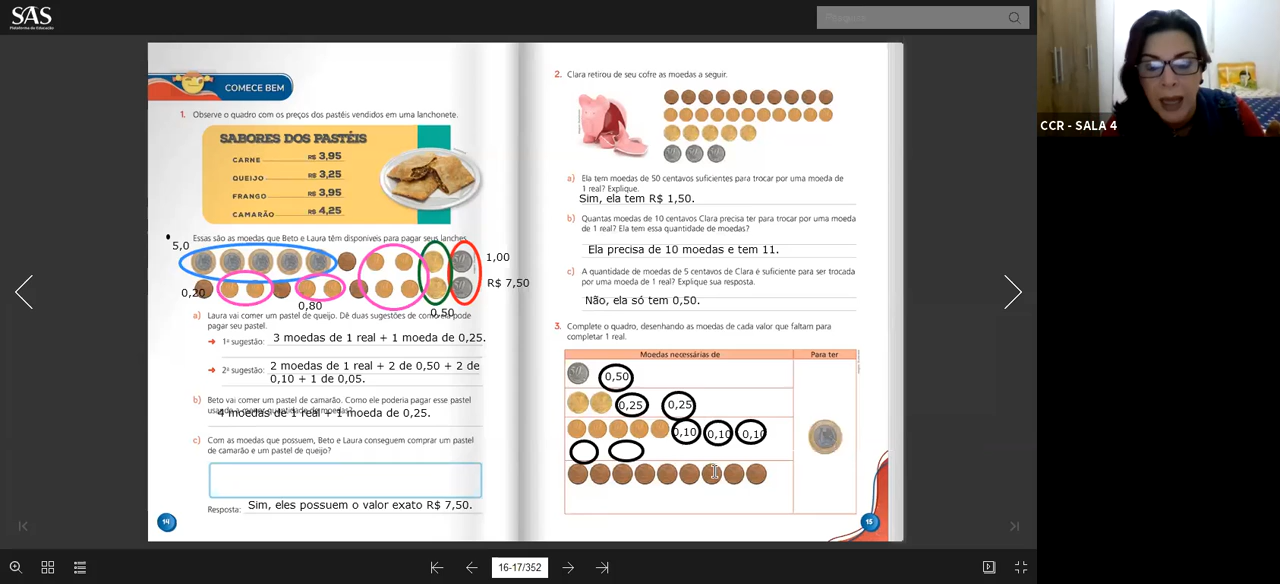 SAS
Plataforma de Educação
COMECE BEM
1. Observe o quadro com os preços dos pastéis vendidos em uma lanchonete.
SABORES DOS PASTÉIS
CARNE R$ 3,95
QUEIJO R$ 3,25
FRANGO R$ 3,95
CAMARÃO R$ 4,25
Essas são as moedas que Beto e Laura têm disponíveis para pagar seus lanches.
5,0
1,00
R$ 7,50
0,20
0,80
0,50
a) Laura vai comer um pastel de queijo. Dê duas sugestões de como ela pode
pagar seu pastel.
1ª sugestão: 3 moedas de 1 real + 1 moeda de 0,25.
2ª sugestão: 2 moedas de 1 real + 2 de 0,50 + 2 de
0,10 + 1 de 0,05.
b) Beto vai comer um pastel de camarão. Como ele poderia pagar esse pastel
4 moedas de 1 real + 1 moeda de 0,25.
c) Com as moedas que possuem, Beto e Laura conseguem comprar um pastel
de camarão e um pastel de queijo?
Resposta: Sim, eles possuem o valor exato R$ 7,50.
14
2. Clara retirou de seu cofre as moedas a seguir.
a) Ela tem moedas de 50 centavos suficientes para trocar por uma moeda de
1 real? Explique.
Sim, ela tem R$ 1,50.
b) Quantas moedas de 10 centavos Clara precisa ter para trocar por uma moeda
de 1 real? Ela tem essa quantidade de moedas?
Ela precisa de 10 moedas e tem 11.
c) A quantidade de moedas de 5 centavos de Clara é suficiente para ser trocada
por uma moeda de 1 real? Explique sua resposta.
Não, ela só tem 0,50.
3. Complete o quadro, desenhando as moedas de cada valor que faltam para
completar 1 real.
Moedas necessárias de Para ter
0,50
0,25 0,25
0,10 0,10 0,10
15
16-17/352
CCR - SALA 4